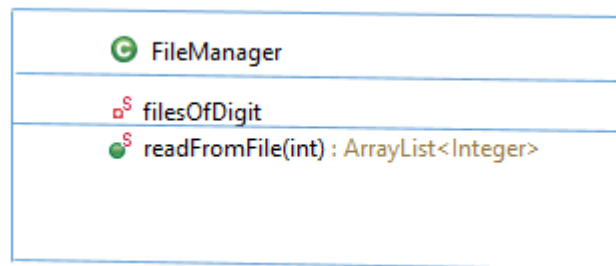 C FileManager
S filesOfDigit
S readFromFile(int) : ArrayList<Integer>